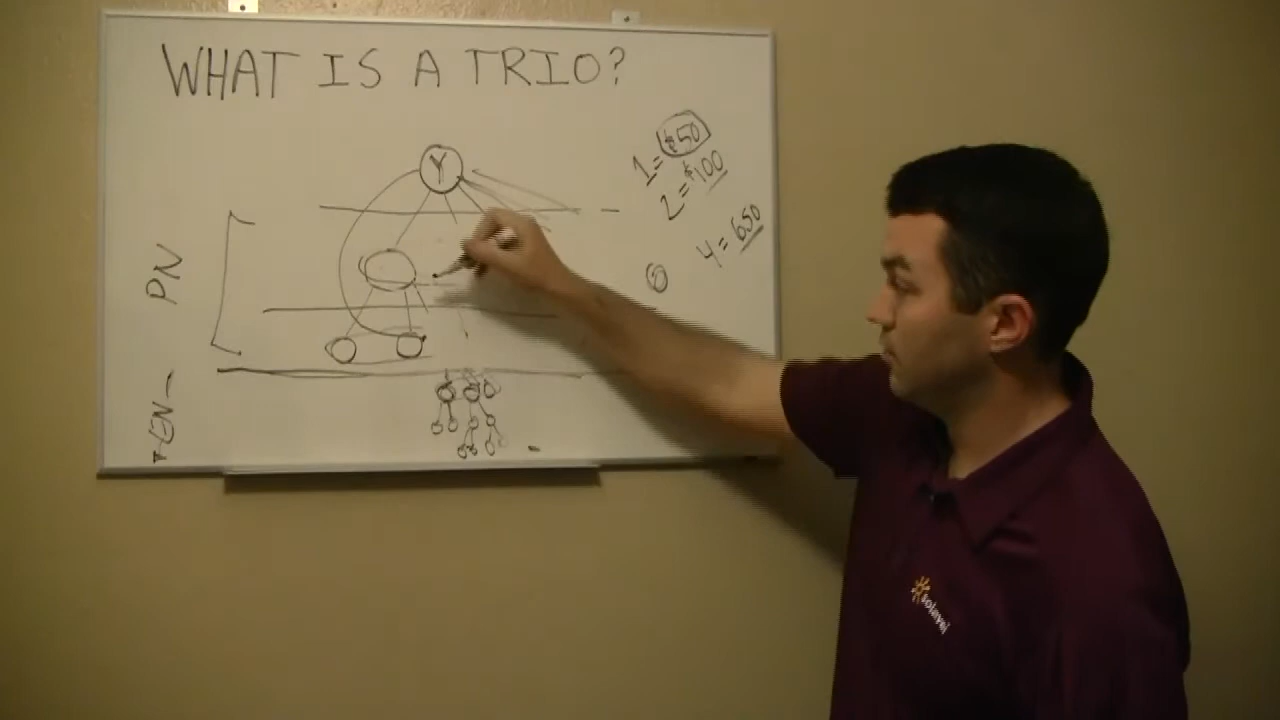 WHAT IS A TRIO?
Y
1 = $50
2 = $100
4 = 650
PN
solavei